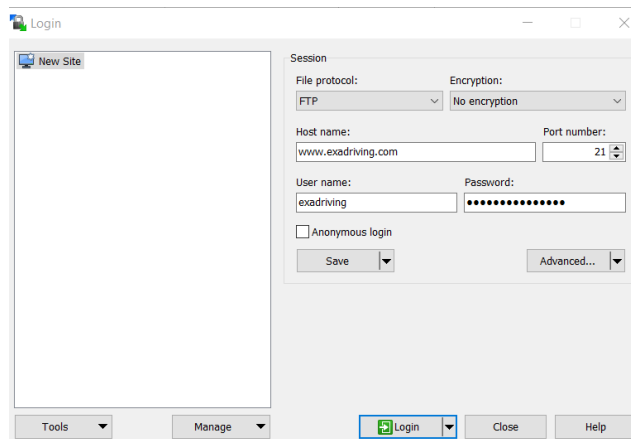 Login
New Site
Session
File protocol: Encryption:
FTP No encryption
Host name: Port number:
www.exadriving.com 21
User name: Password:
exadriving •••••••••••••••
Anonymous login
Save Advanced...
Tools Manage Login Close Help